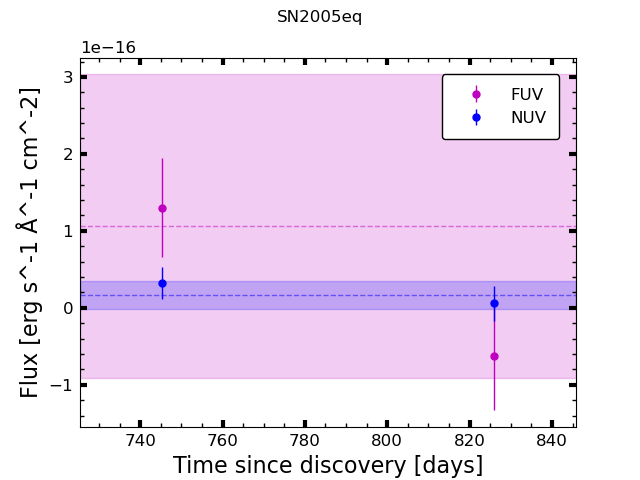 SN2005eq
1e−16
3
2
1
0
−1
Flux [erg s^-1 Å^-1 cm^-2]
FUV
NUV
740 760 780 800 820 840
Time since discovery [days]